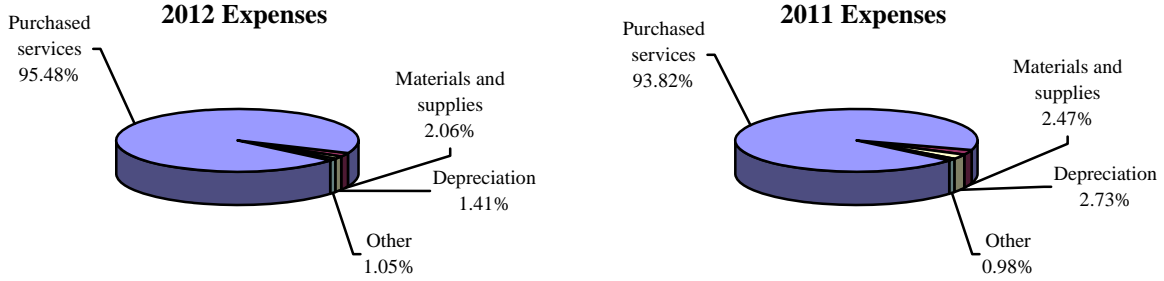 2012 Expenses
Purchased
services
95.48%
Materials and
supplies
2.06%
Depreciation
1.41%
Other
1.05%
2011 Expenses
Purchased
services
93.82%
Materials and
supplies
2.47%
Depreciation
2.73%
Other
0.98%